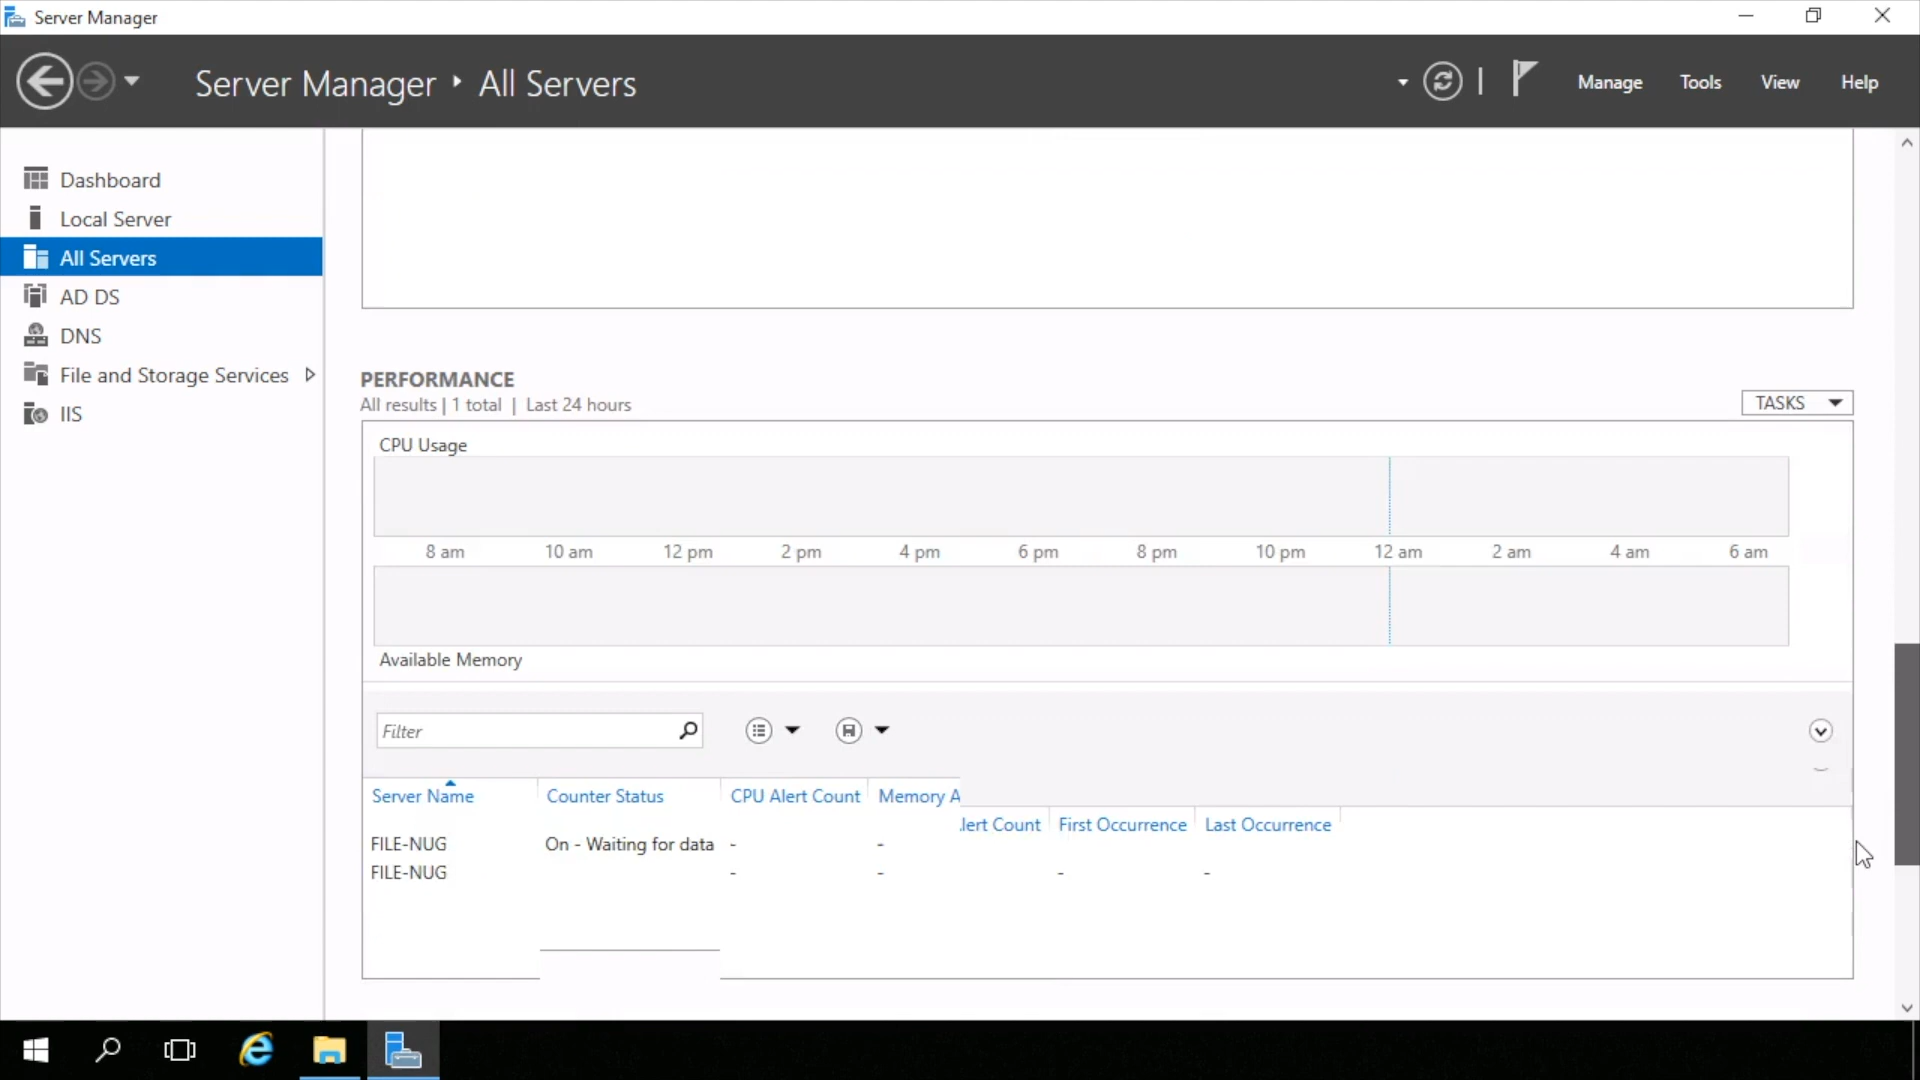 Server Manager
Server Manager ‣ All Servers
Manage
Tools
View
Help
Dashboard
Local Server
All Servers
AD DS
DNS
File and Storage Services
IIS
PERFORMANCE
All results | 1 total | Last 24 hours
TASKS
CPU Usage
8 am 10 am 12 pm 2 pm 4 pm 6 pm 8 pm 10 pm 12 am 2 am 4 am 6 am
Available Memory
Filter
Server Name Counter Status CPU Alert Count Memory A
lert Count First Occurrence Last Occurrence
FILE-NUG On - Waiting for data - -
FILE-NUG - - - -